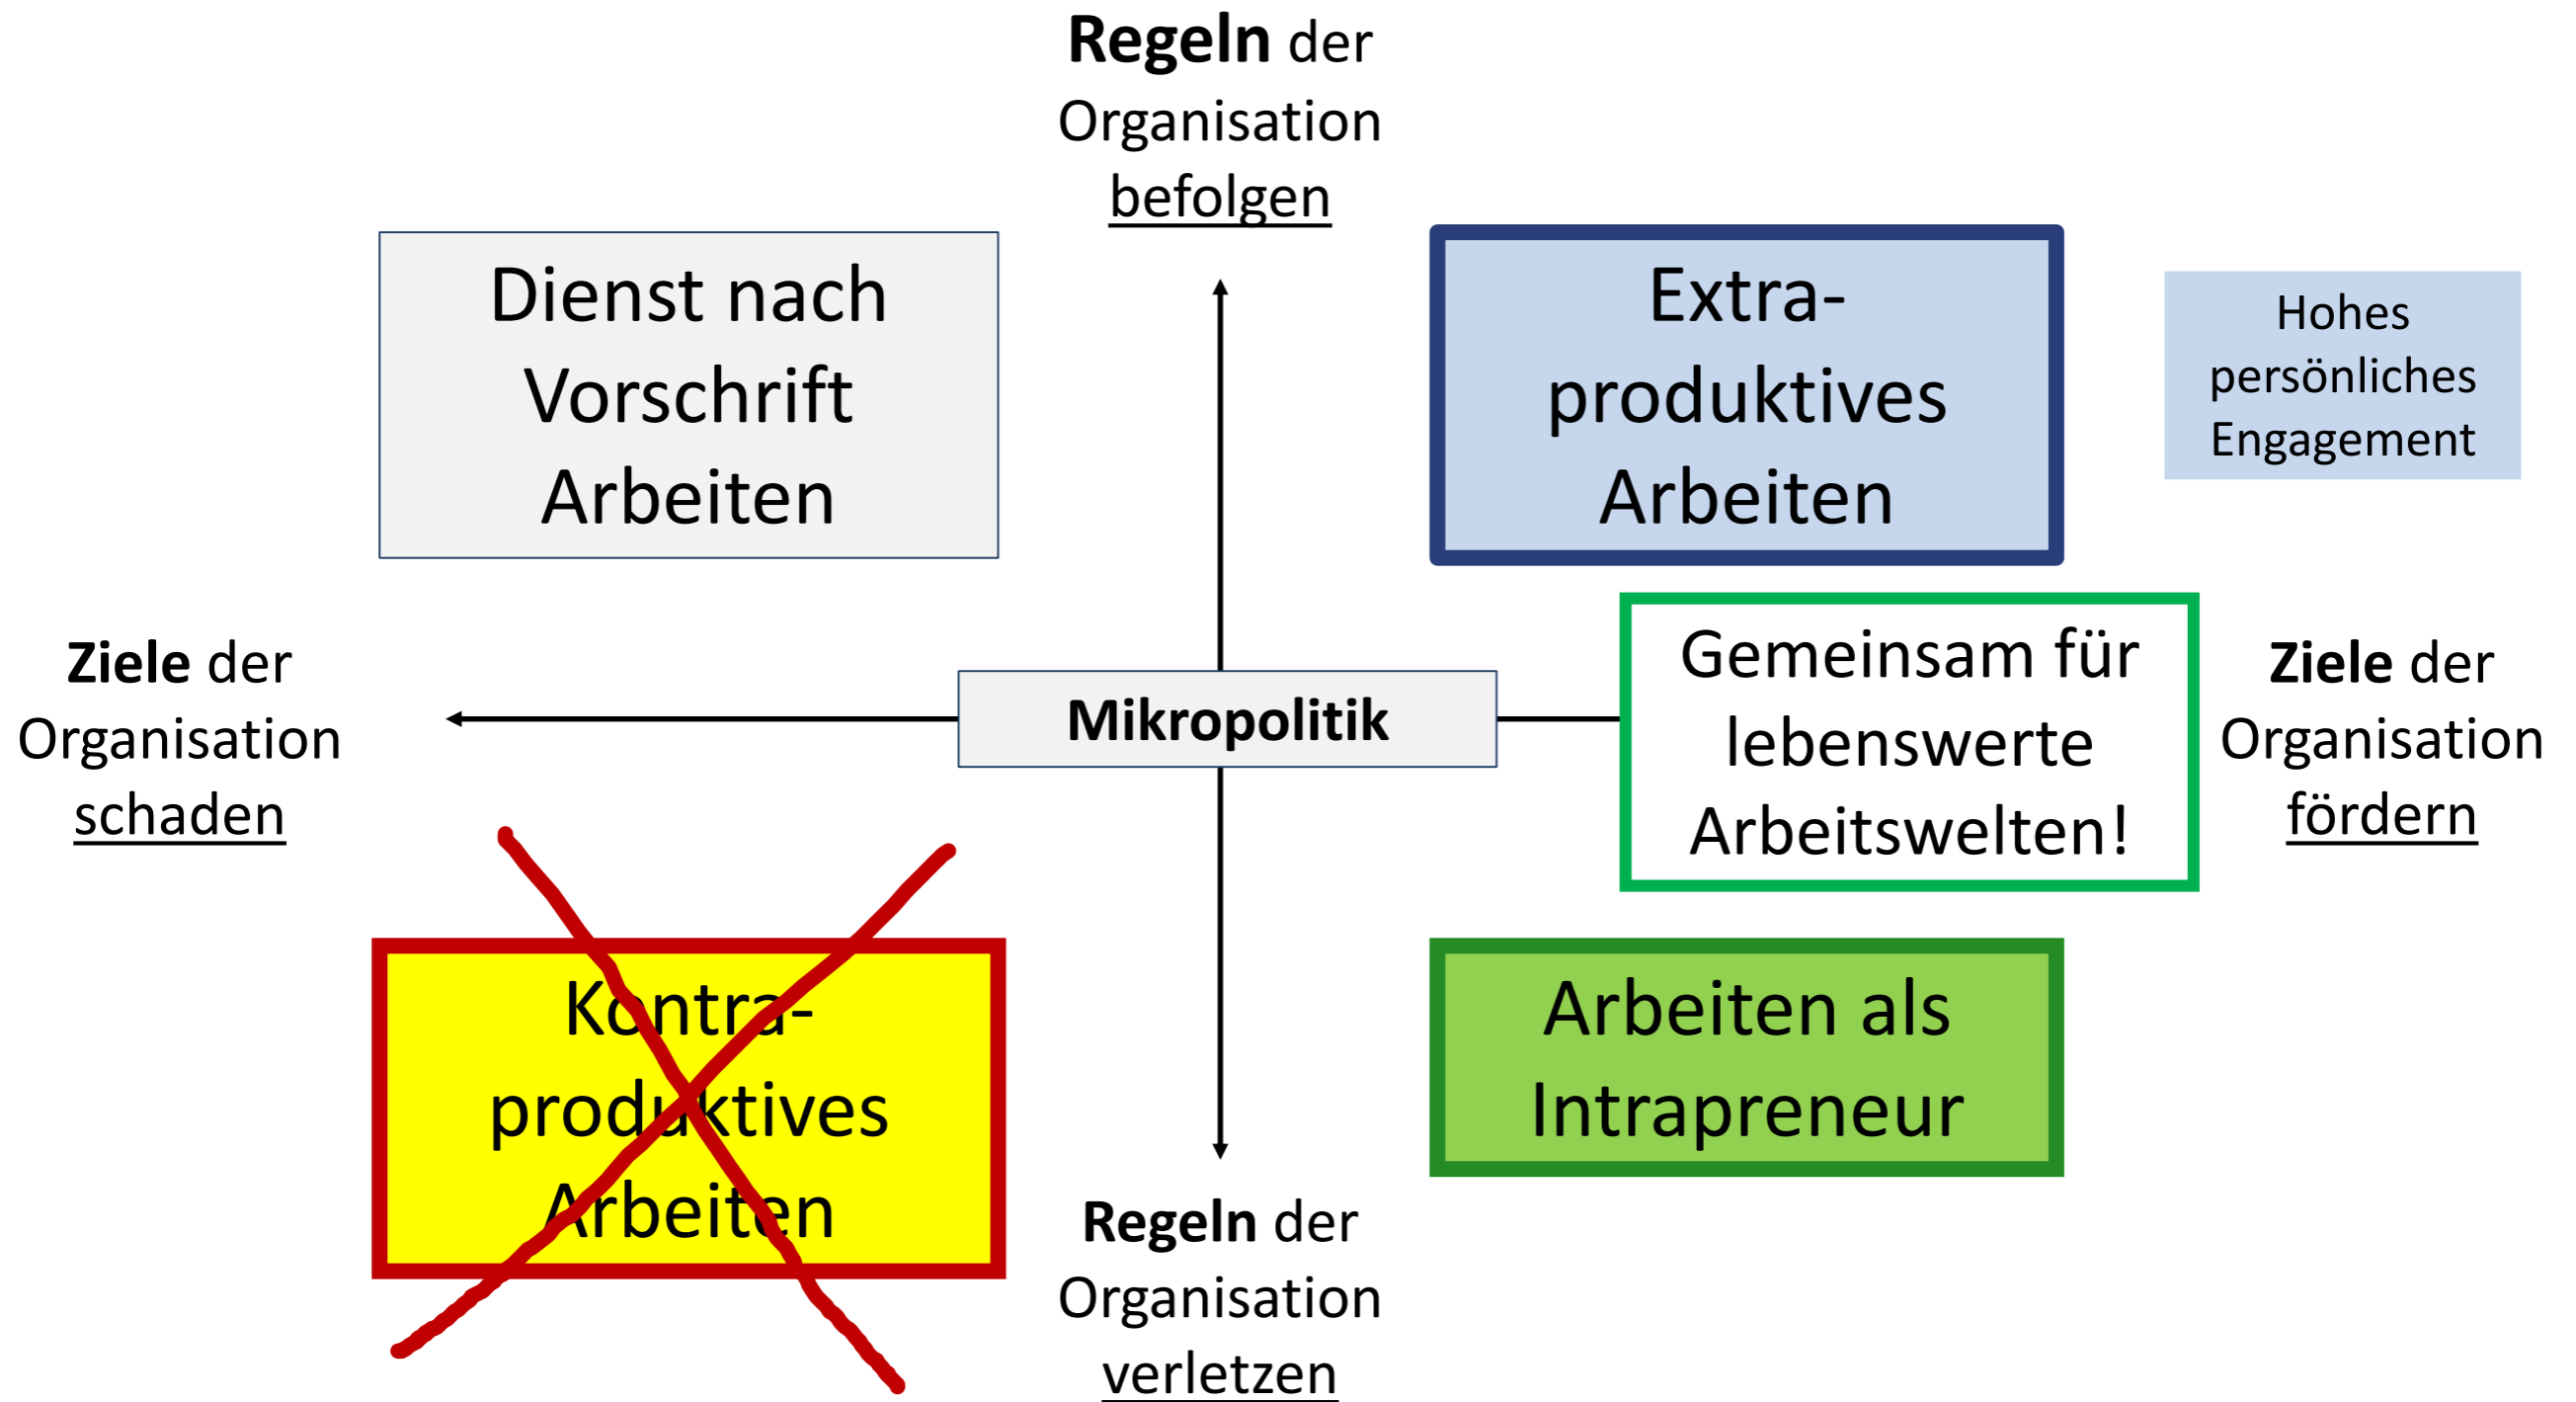 Regeln der
Organisation
befolgen
Dienst nach
Vorschrift
Arbeiten
Extra-
produktives
Arbeiten
Hohes
persönliches
Engagement
Ziele der
Organisation
schaden
Mikropolitik
Gemeinsam für
lebenswerte
Arbeitswelten!
Ziele der
Organisation
fördern
Kontra-
produktives
Arbeiten
Arbeiten als
Intrapreneur
Regeln der
Organisation
verletzen